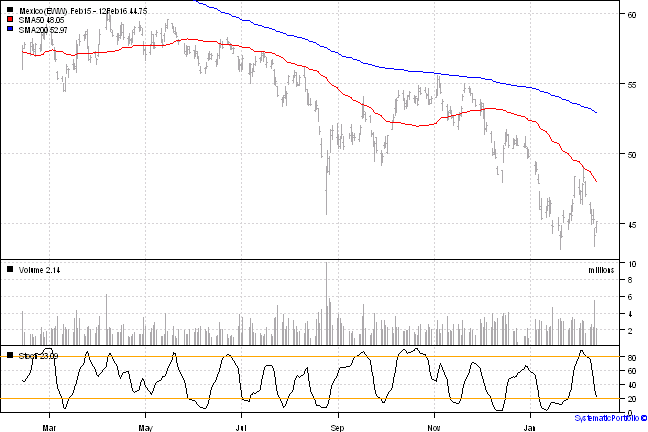 Mexico (EWW) Feb15 - 12Feb16 44.75
SMA50 48.05
SMA200 52.97
60
55
50
45
Volume 2.14
millions
10
8
6
4
2
Stoch 23.09
80
60
40
20
0
Mar
May
Jul
Sep
Nov
Jan
SystematicPortfolio ©